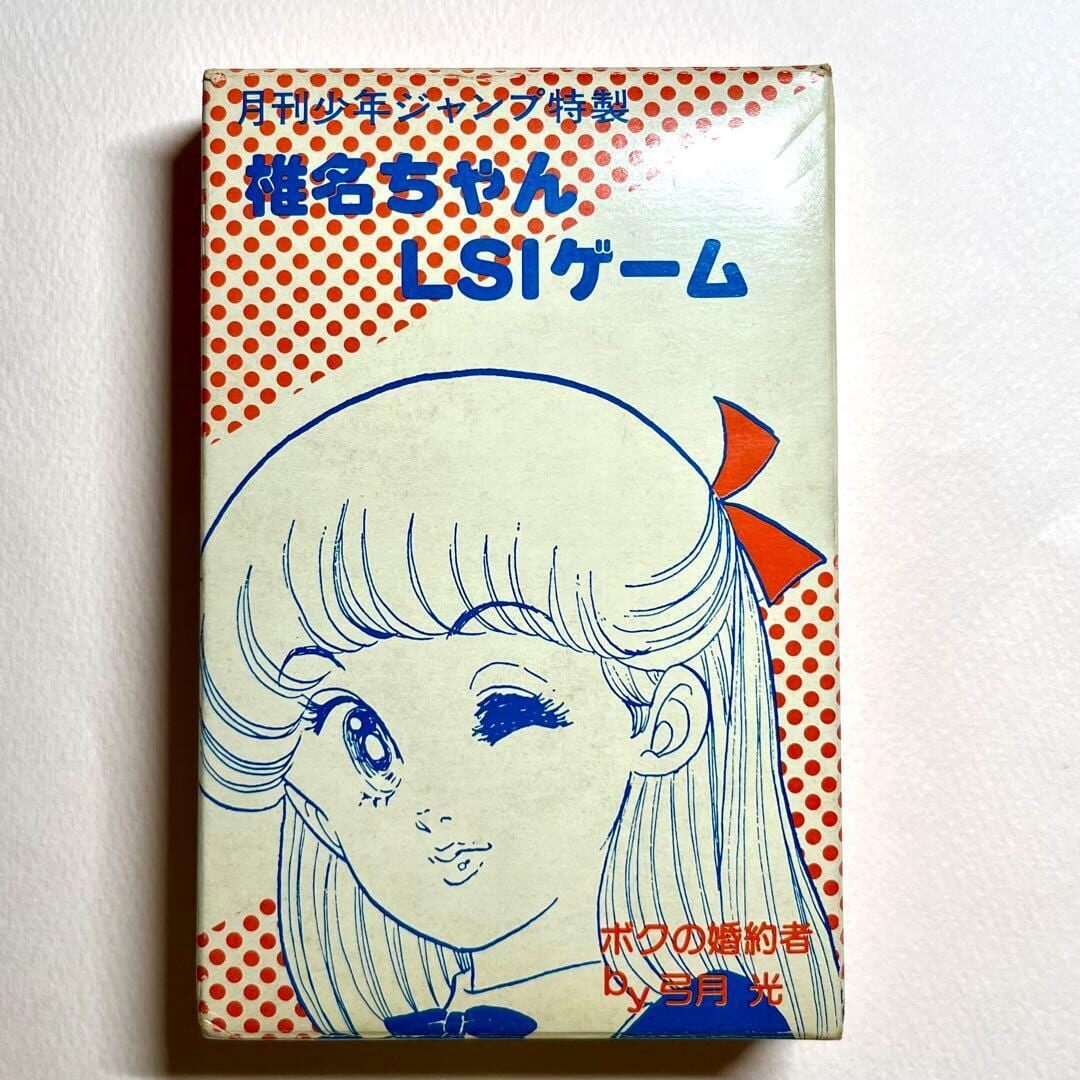 月刊少年ジャンプ特製
椎名ちゃん
LSIゲーム
ボクの婚約者
by 弓月 光